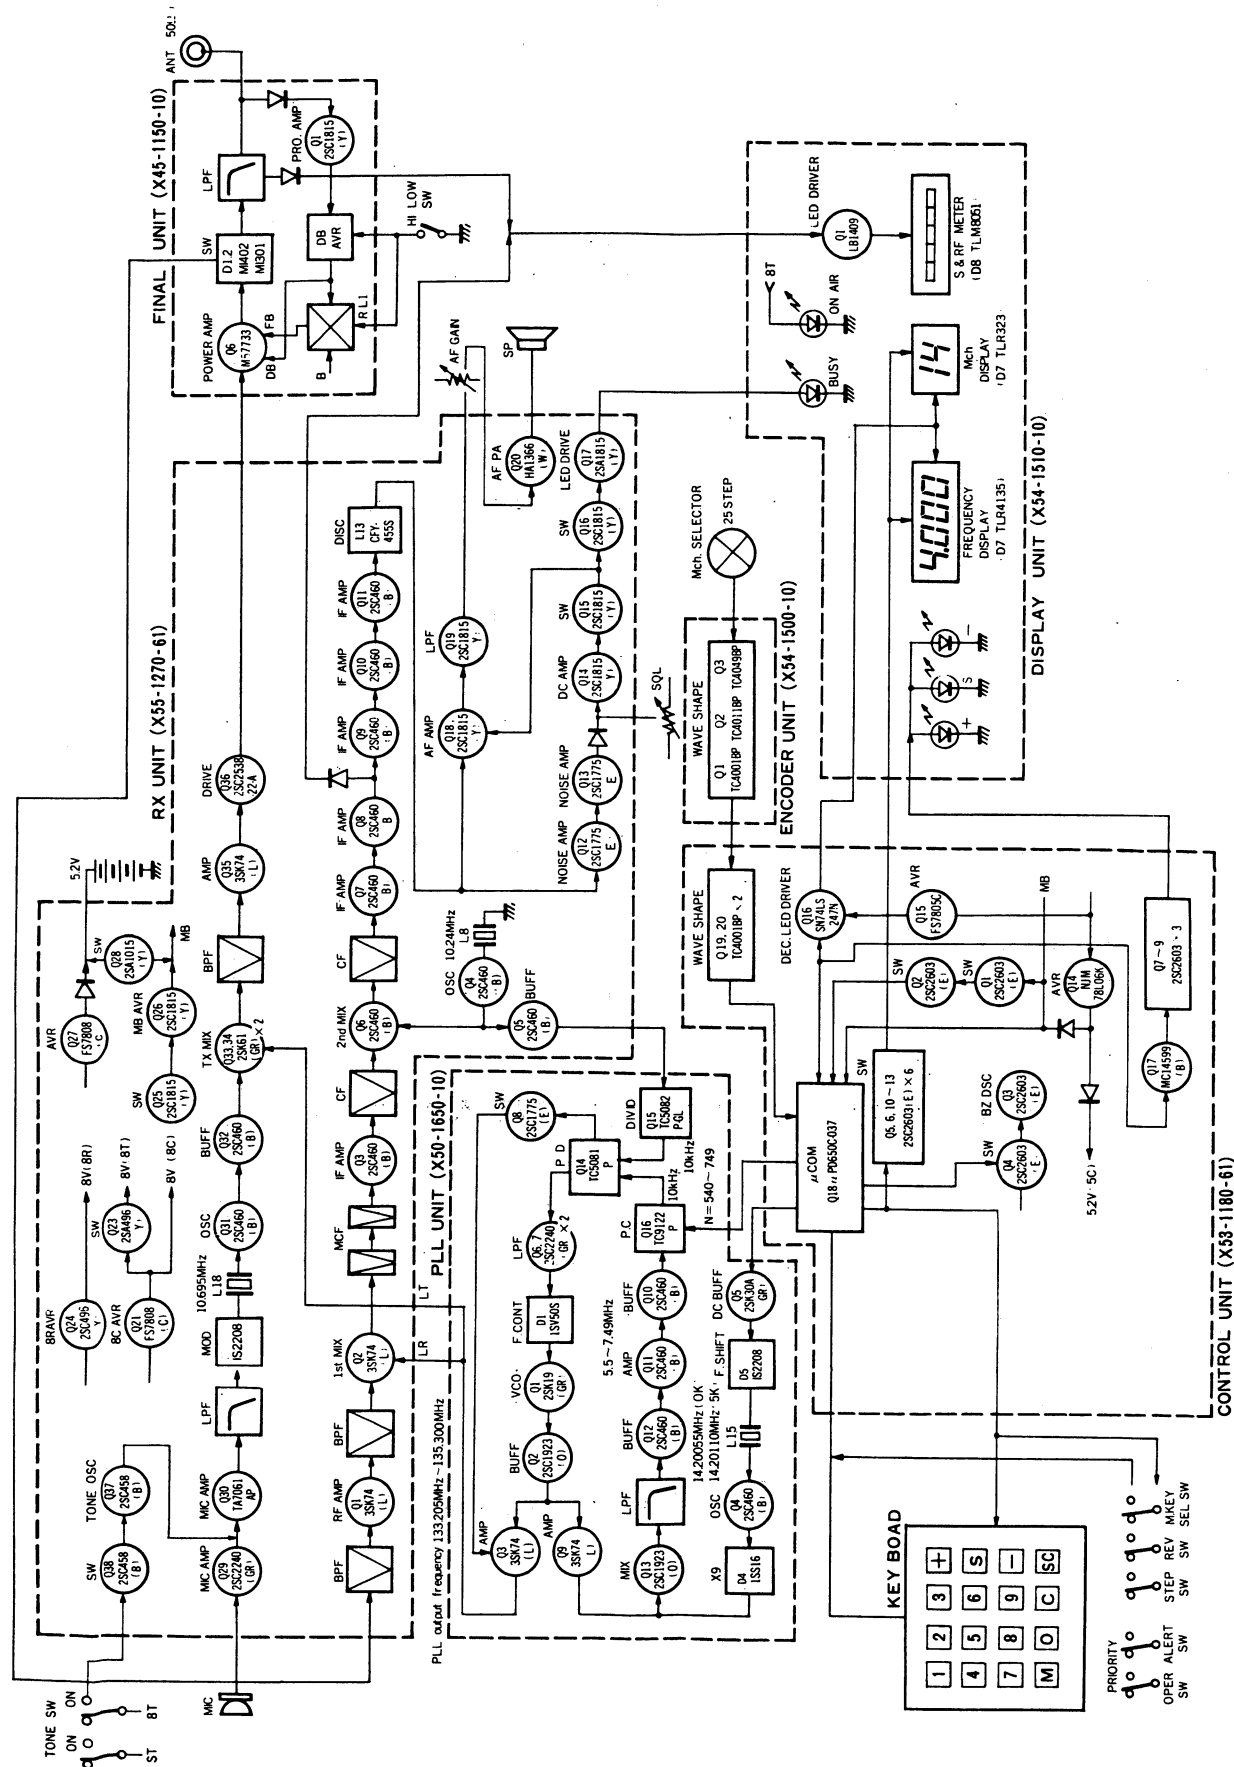 ANT
FINAL UNIT (X45-1150-10)
POWER AMP
Q6
M57733
SW
D1.2
MI402
MI301
LPF
PRO. AMP
Q1
2SC1815
(Y)
DB
AVR
FB
DB
B
RL1
HI LOW
SW
RX UNIT (X55-1270-61)
TONE SW
ON
ON
ST
8T
MIC
SW
Q38
2SC458
(B)
TONE OSC
Q37
2SC458
(B)
MIC AMP
Q29
2SC2240
(GR)
MIC AMP
Q30
TA7061
AP
LPF
MOD
IS2208
10.695MHz
L18
OSC
Q31
2SC460
(B)
BUFF
Q32
2SC460
(B)
TX MIX
Q33.34
2SK61
(GR) × 2
BPF
AMP
Q35
3SK74
(L)
DRIVE
Q36
2SC2538
22-A
8RAVR
Q24
2SC496
Y
8V(8R)
8C AVR
Q21
FS7808
(C)
SW
Q23
2SA496
Y
8V(8T)
8V (8C)
SW
Q25
2SC1815
(Y)
MB AVR
Q26
2SC1815
(Y)
MB
AVR
Q27
FS7808
C
SW
Q28
2SA1015
(Y)
5.2V
BPF
RF AMP
Q1
3SK74
(L)
BPF
1st MIX
Q2
3SK74
(L)
MCF
IF AMP
Q3
2SC460
(B)
CF
2nd MIX
Q6
2SC460
(B)
CF
IF AMP
Q7
2SC460
(B)
IF AMP
Q8
2SC460
B
IF AMP
Q9
2SC460
B
IF AMP
Q10
2SC460
B)
IF AMP
Q11
2SC460
B
DISC
L13
CFY-
455S
OSC
10.24MHz
L8
Q4
2SC460
(B)
BUFF
Q5
2SC460
(B)
AF AMP
Q18
2SC1815
Y
LPF
Q19
2SC1815
Y
AF GAIN
AF PA
Q20
HA1366
(W)
SP
NOISE AMP
Q12
2SC1775
E
NOISE AMP
Q13
2SC1775
E
SQL
DC AMP
Q14
2SC1815
Y)
SW
Q15
2SC1815
Y)
SW
Q16
2SC1815
(Y)
LED DRIVE
Q17
2SA1815
(Y)
LR
LT
PLL output frequency 133.205MHz~135.300MHz
PLL UNIT (X50-1650-10)
AMP
Q3
3SK74
(L)
AMP
Q9
3SK74
L)
BUFF
Q2
2SC1923
(O)
VCO
Q1
2SK19
(GR)
F.CONT
D1
1SV50S
LPF
Q6.7
2SC2240
GR × 2
P D
Q14
TC5081
P
SW
Q8
2SC1775
(E)
DIVID
Q15
TC5082
PGL
10kHz
10kHz
MIX
Q13
2SC1923
(O)
LPF
BUFF
Q12
2SC460
(B)
5.5~7.49MHz
AMP
Q11
2SC460
B)
BUFF
Q10
2SC460
B)
P.C
Q16
TC9122
P
N=540~749
X9
D4
1SS16
OSC
Q4
2SC460
(B)
14.20055MHz (0K
14.20110MHz 5K
L15
F.SHIFT
D5
IS2208
DC BUFF
Q5
2SK30A
GR)
Mch. SELECTOR
25 STEP
WAVE SHAPE
Q1 Q2 Q3
TC4001BP TC4011BP TC4049BP
ENCODER UNIT (X54-1500-10)
WAVE SHAPE
Q19, 20
TC4001BP × 2
µCOM
Q18 µPD650C-037
DEC. LED DRIVER
Q16
SN74LS
247N
AVR
Q15
FS7805C
MB
SW
Q2
2SC2603
(E)
SW
Q1
2SC2603
(E)
AVR
Q14
NJM
78L06K
SW
Q5, 6, 10~13
2SC2603(E) × 6
BZ OSC
Q3
2SC2603
(E)
SW
Q4
2SC2603
E
5.2V 5C)
Q17
MC14599
(B)
Q7~9
2SC2603 × 3
CONTROL UNIT (X53-1180-61)
LED DRIVER
Q1
LB1409
S & RF METER
(D8 TLM8051)
8T
ON AIR
BUSY
14
Mch
DISPLAY
(D7 TLR323)
4.000
FREQUENCY
DISPLAY
D7 TLR4135)
+
S
−
DISPLAY UNIT (X54-1510-10)
KEY BOAD
1 2 3 +
4 5 6 S
7 8 9 −
M O C SC
PRIORITY
OPER
SW
ALERT
SW
STEP
SW
REV
SW
M.KEY
SEL SW